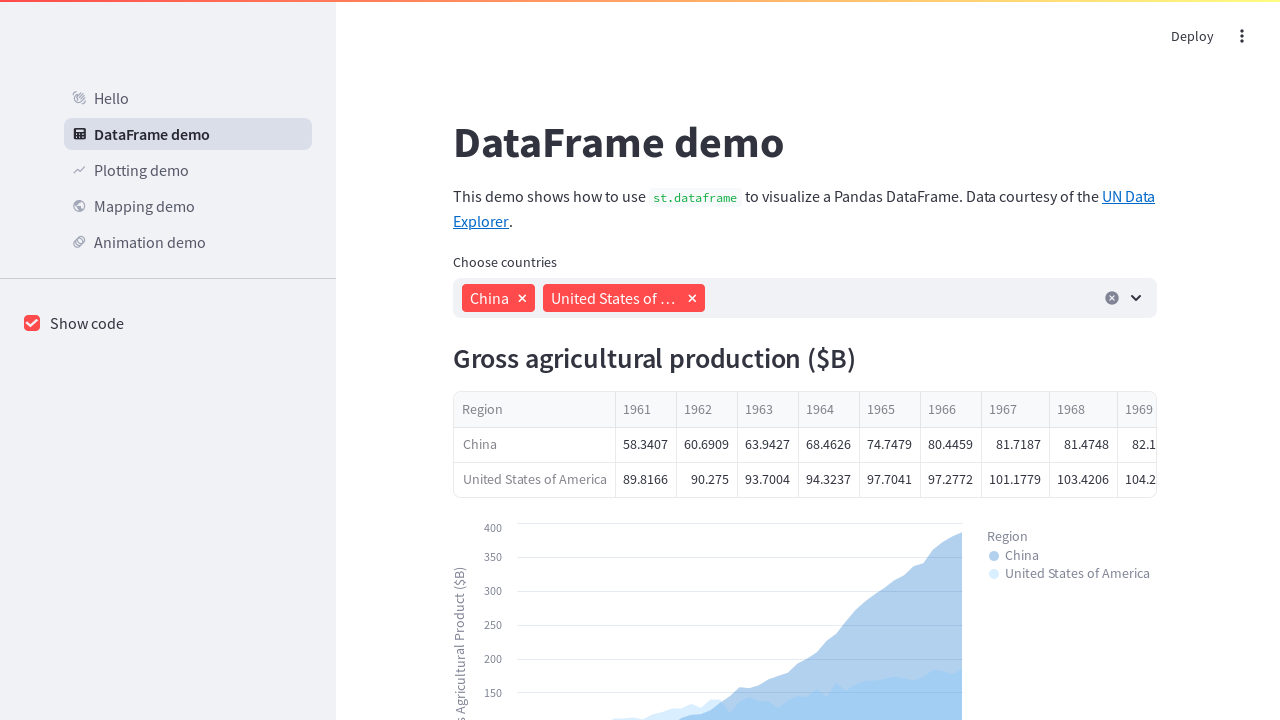 Deploy
Hello
DataFrame demo
Plotting demo
Mapping demo
Animation demo
Show code
DataFrame demo
This demo shows how to use st.dataframe to visualize a Pandas DataFrame. Data courtesy of the UN Data
Explorer.
Choose countries
China United States of …
Gross agricultural production ($B)
Region 1961 1962 1963 1964 1965 1966 1967 1968 1969
China 58.3407 60.6909 63.9427 68.4626 74.7479 80.4459 81.7187 81.4748 82.1
United States of America 89.8166 90.275 93.7004 94.3237 97.7041 97.2772 101.1779 103.4206 104.2
400
350
300
250
200
150
s Agricultural Product ($B)
Region
China
United States of America